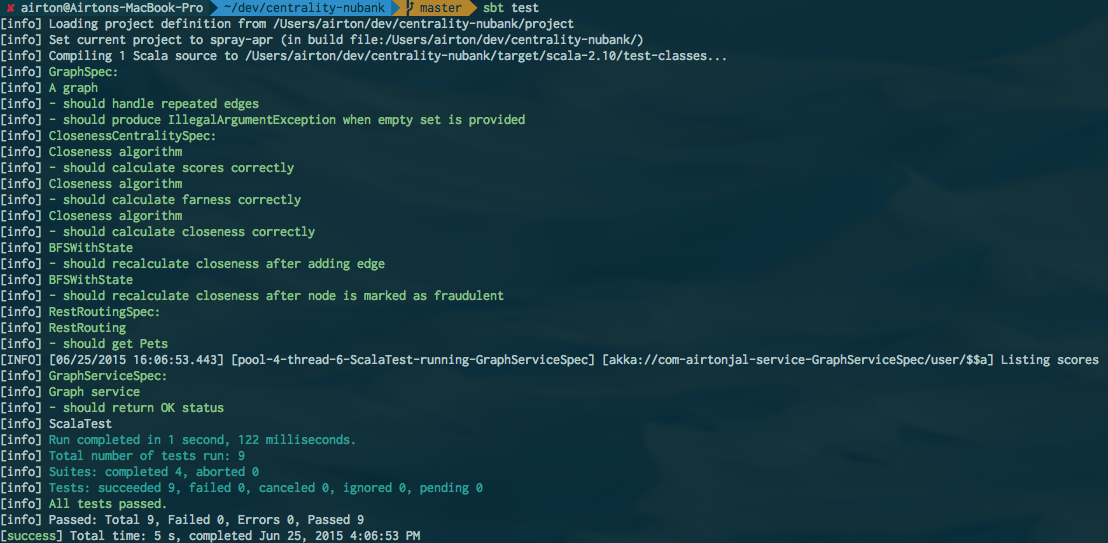 ✘ airton@Airtons-MacBook-Pro ~/dev/centrality-nubank master sbt test
[info] Loading project definition from /Users/airton/dev/centrality-nubank/project
[info] Set current project to spray-apr (in build file:/Users/airton/dev/centrality-nubank/)
[info] Compiling 1 Scala source to /Users/airton/dev/centrality-nubank/target/scala-2.10/test-classes...
[info] GraphSpec:
[info] A graph
[info] - should handle repeated edges
[info] - should produce IllegalArgumentException when empty set is provided
[info] ClosenessCentralitySpec:
[info] Closeness algorithm
[info] - should calculate scores correctly
[info] Closeness algorithm
[info] - should calculate farness correctly
[info] Closeness algorithm
[info] - should calculate closeness correctly
[info] BFSWithState
[info] - should recalculate closeness after adding edge
[info] BFSWithState
[info] - should recalculate closeness after node is marked as fraudulent
[info] RestRoutingSpec:
[info] RestRouting
[info] - should get Pets
[INFO] [06/25/2015 16:06:53.443] [pool-4-thread-6-ScalaTest-running-GraphServiceSpec] [akka://com-airtonjal-service-GraphServiceSpec/user/$$a] Listing scores
[info] GraphServiceSpec:
[info] Graph service
[info] - should return OK status
[info] ScalaTest
[info] Run completed in 1 second, 122 milliseconds.
[info] Total number of tests run: 9
[info] Suites: completed 4, aborted 0
[info] Tests: succeeded 9, failed 0, canceled 0, ignored 0, pending 0
[info] All tests passed.
[info] Passed: Total 9, Failed 0, Errors 0, Passed 9
[success] Total time: 5 s, completed Jun 25, 2015 4:06:53 PM